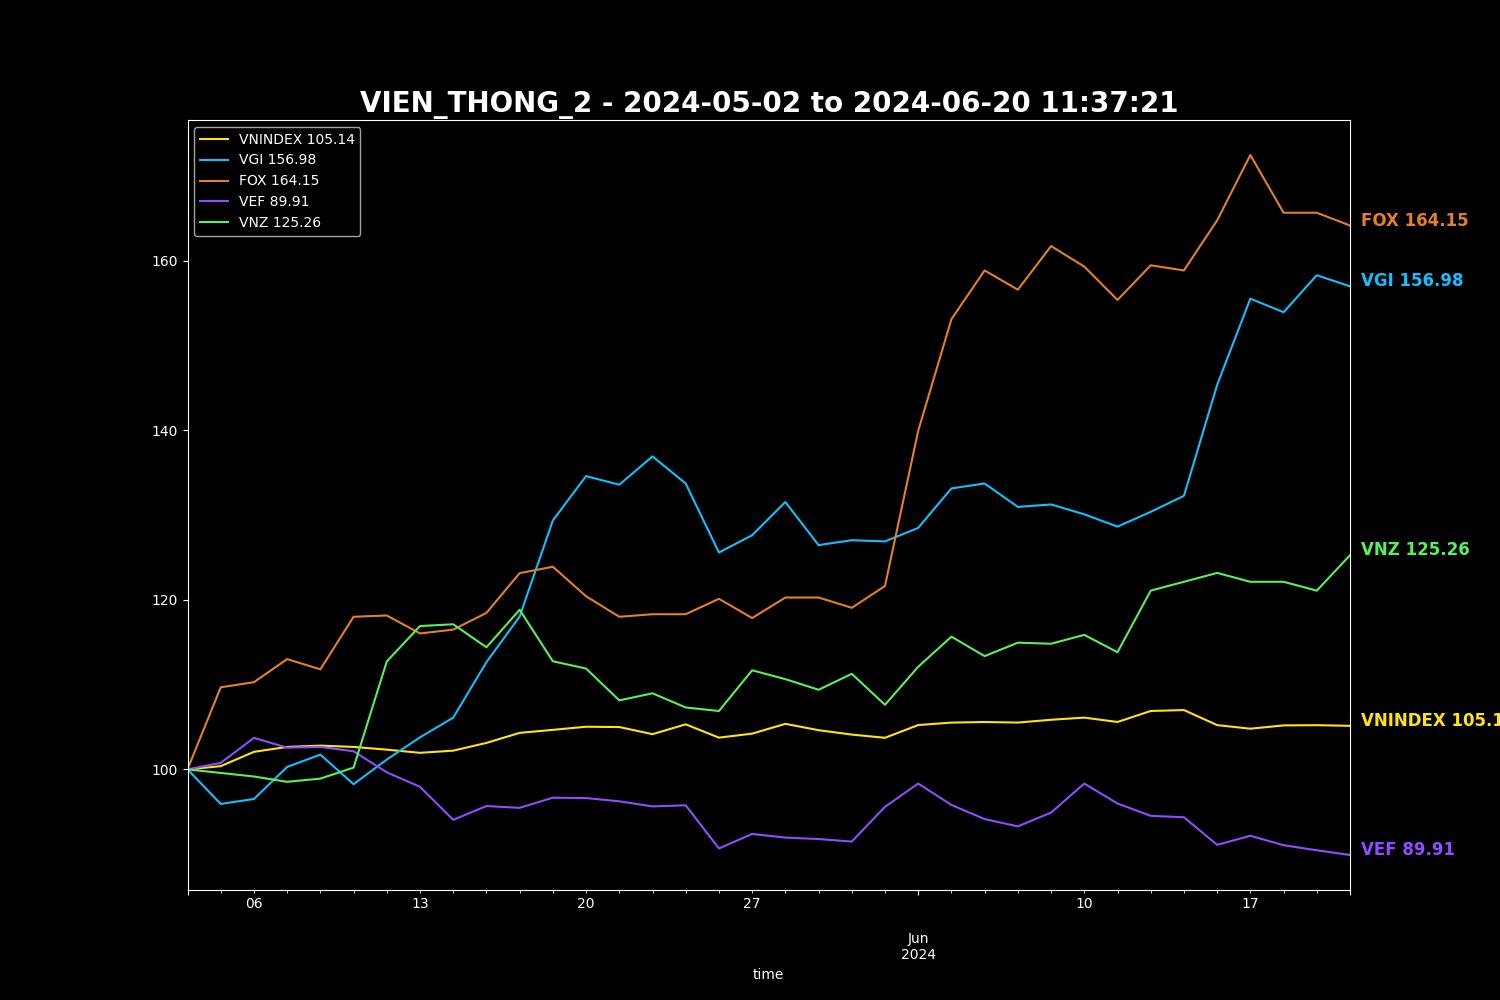 VIEN_THONG_2 - 2024-05-02 to 2024-06-20 11:37:21
VNINDEX 105.14
VGI 156.98
FOX 164.15
VEF 89.91
VNZ 125.26
160
140
120
100
FOX 164.15
VGI 156.98
VNZ 125.26
VNINDEX 105.1
VEF 89.91
06
13
20
27
10
17
Jun
2024
time